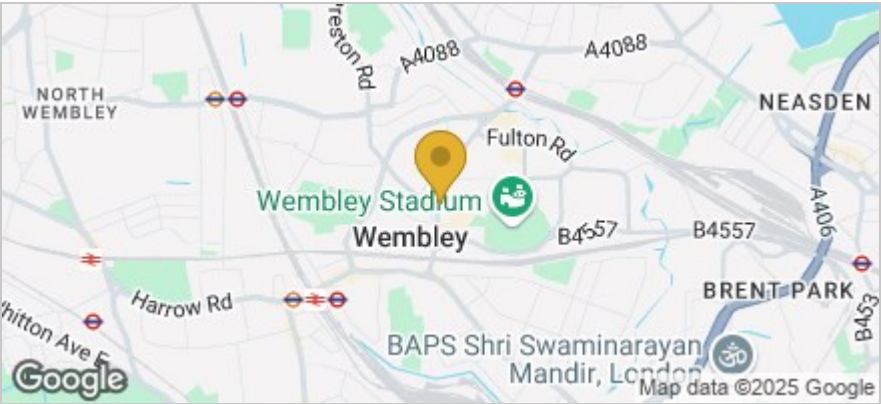 Preston Rd
A4088
A4088
NORTH
WEMBLEY
NEASDEN
Fulton Rd
Wembley Stadium
A406
Wembley
B4557
B4557
BRENT PARK
Harrow Rd
B453
Whitton Ave E
BAPS Shri Swaminarayan
Mandir, London
Google
Map data ©2025 Google